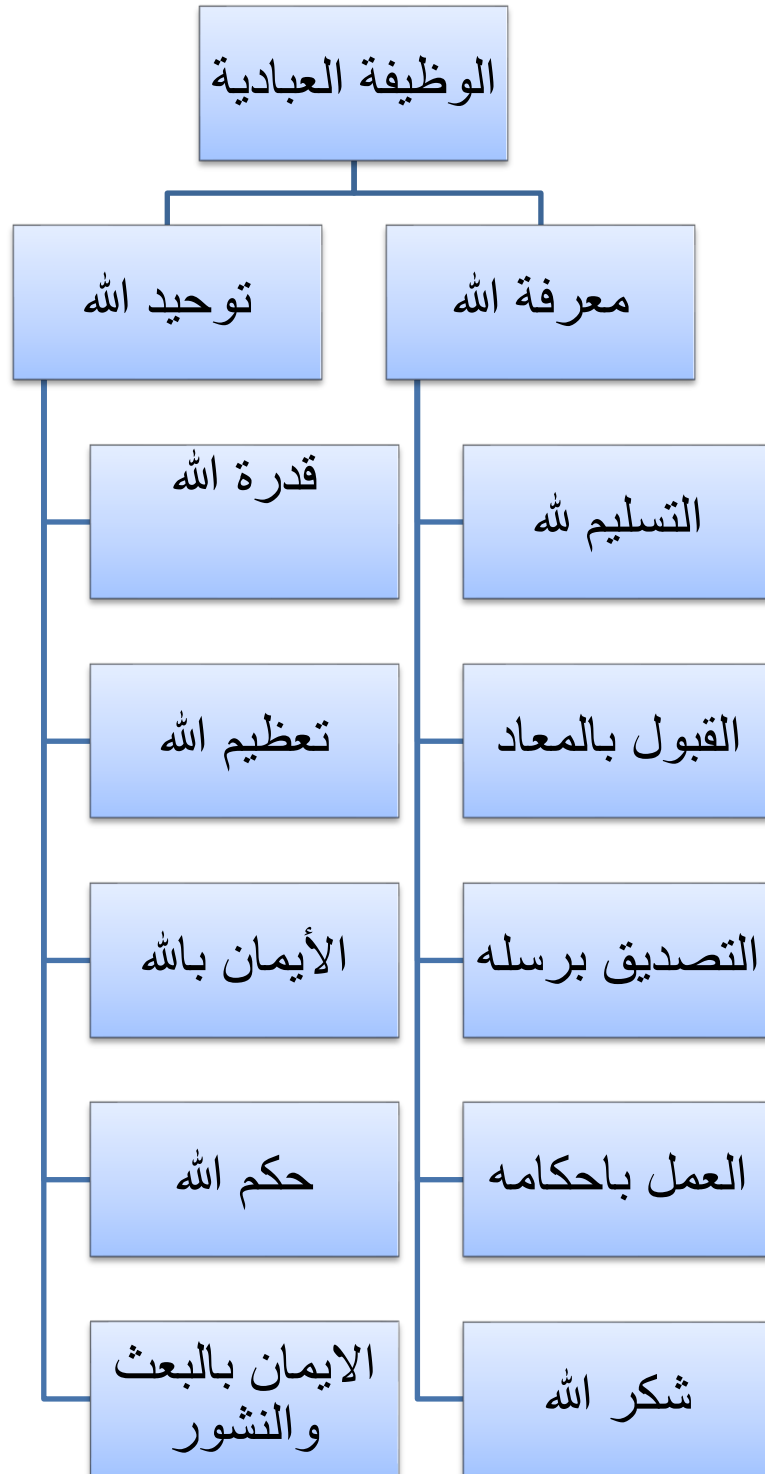 الوظيفة العبادية
معرفة الله
توحيد الله
التسليم لله
القبول بالمعاد
التصديق برسله
العمل باحكامه
شكر الله
قدرة الله
تعظيم الله
الأيمان بالله
حكم الله
الايمان بالبعث
والنشور